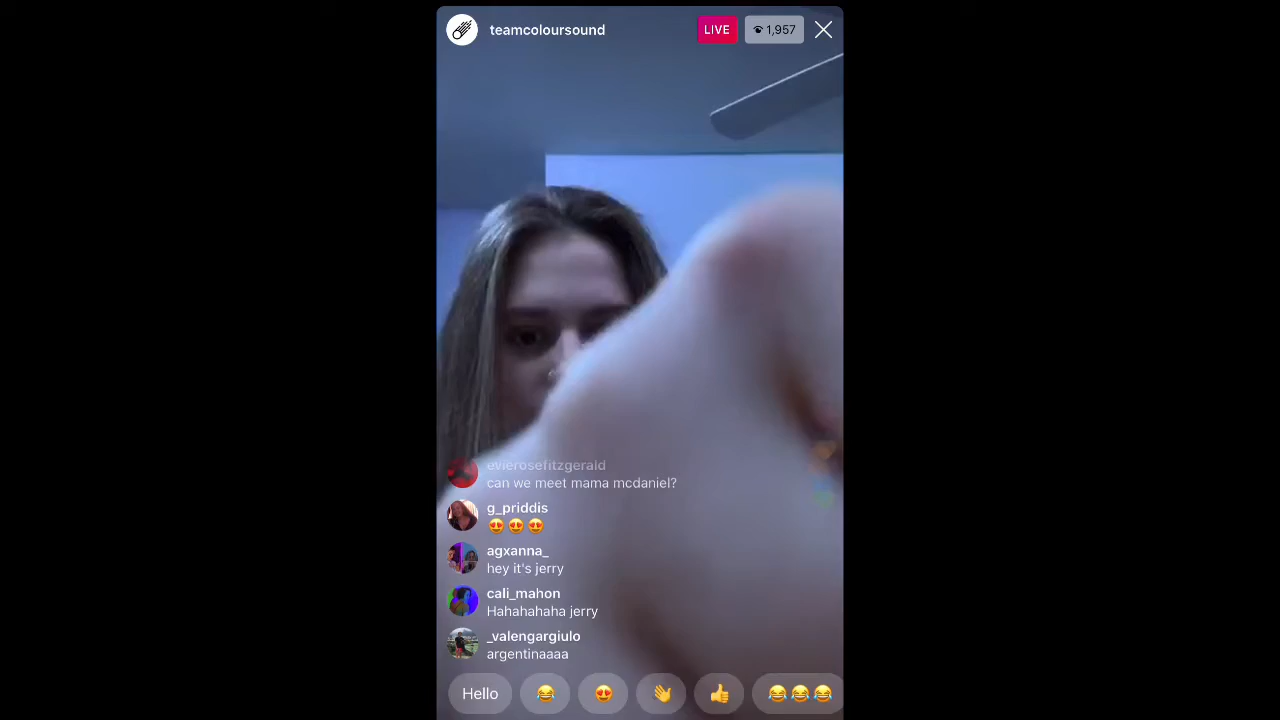 teamcoloursound
LIVE
1,957
evierosefitzgerald
can we meet mama mcdaniel?
g_priddis
😍😍😍
agxanna_
hey it's jerry
cali_mahon
Hahahahaha jerry
_valengargiulo
argentinaaaa
Hello 😂 😍 👋 👍 😂😂😂